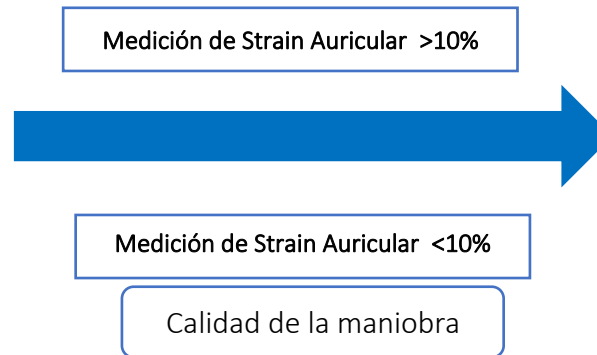 Medición de Strain Auricular >10%
Medición de Strain Auricular <10%
Calidad de la maniobra